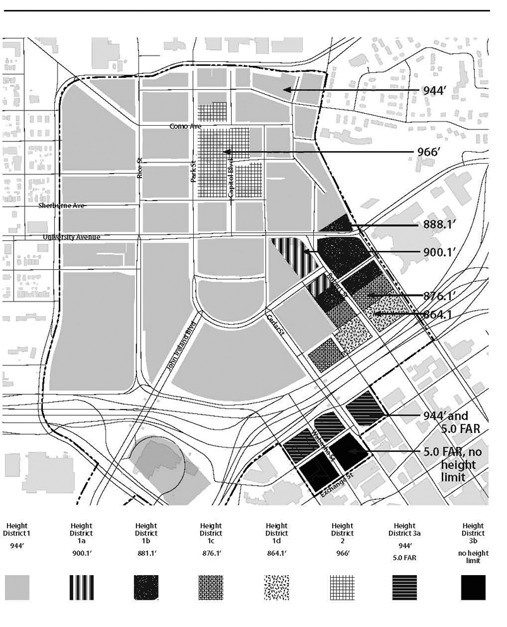 944'
Como Ave
966'
Rice St
Park St
Capitol Blvd
Sherburne Ave
888.1'
University Avenue
900.1'
876.1'
864.1
John Ireland Blvd
Cedar St
944' and
5.0 FAR
5.0 FAR, no
height
limit
Exchange St
Height
District 1
944'
Height
District
1a
900.1'
Height
District
1b
881.1'
Height
District
1c
876.1'
Height
District
1d
864.1'
Height
District
2
966'
Height
District 3a
944'
5.0 FAR
Height
District
3b
no height
limit